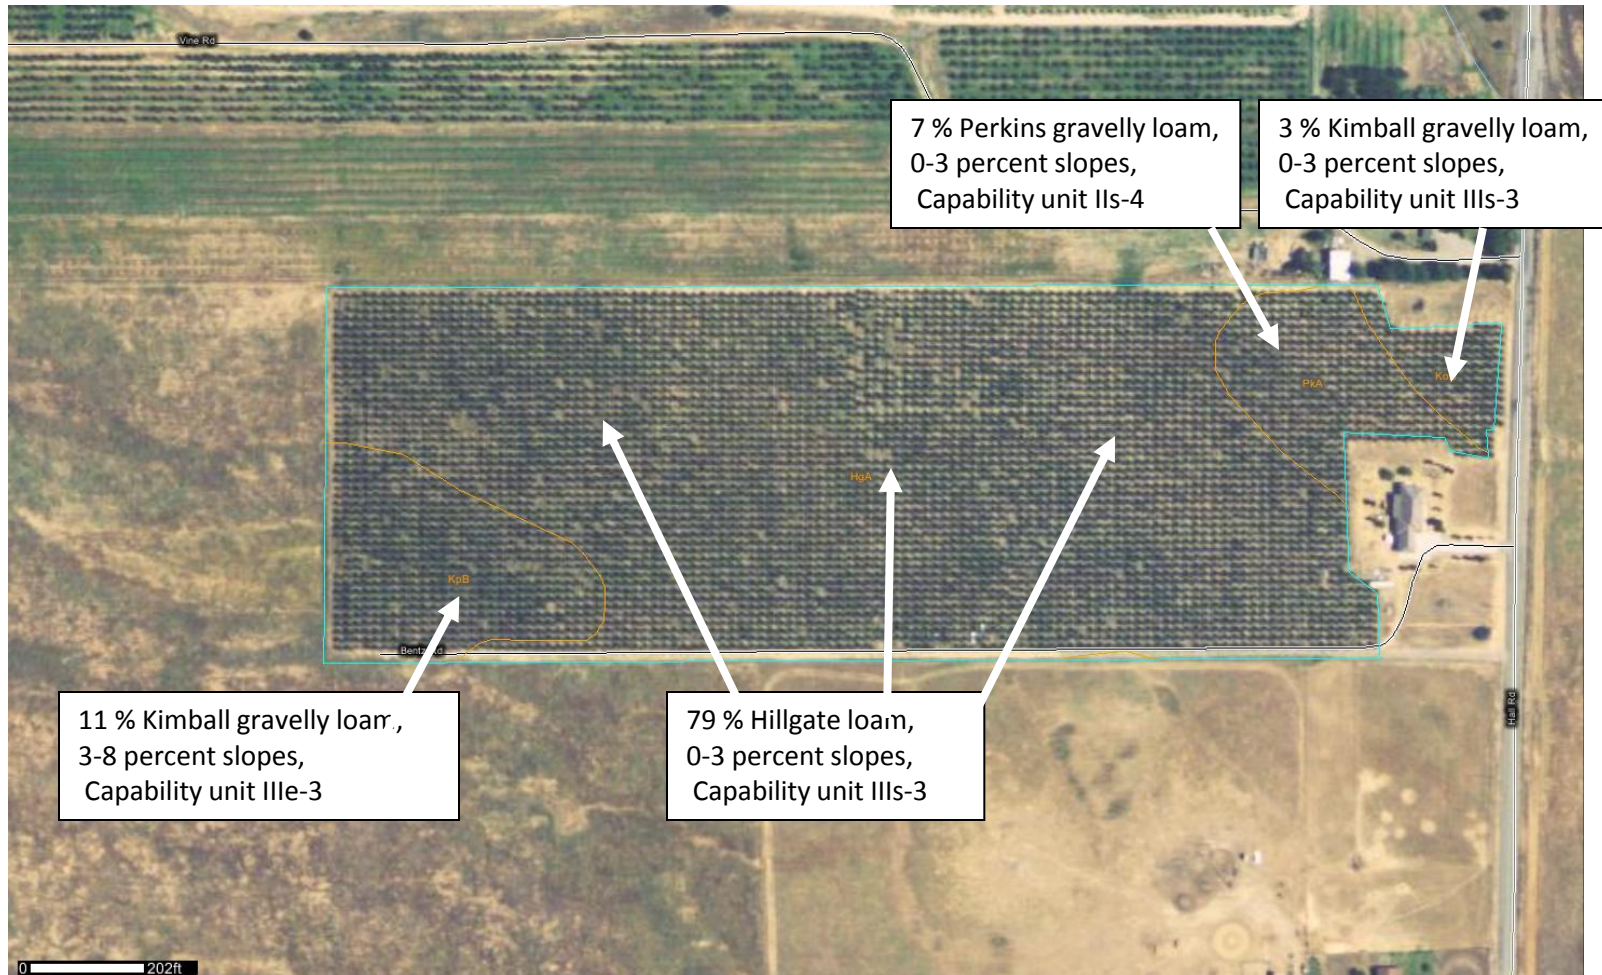 Vine Rd
7 % Perkins gravelly loam,
0-3 percent slopes,
Capability unit IIs-4
3 % Kimball gravelly loam,
0-3 percent slopes,
Capability unit IIIs-3
PkA
HgA
KpB
Bentz Rd
Hall Rd
11 % Kimball gravelly loam,
3-8 percent slopes,
Capability unit IIIe-3
79 % Hillgate loam,
0-3 percent slopes,
Capability unit IIIs-3
0 202ft